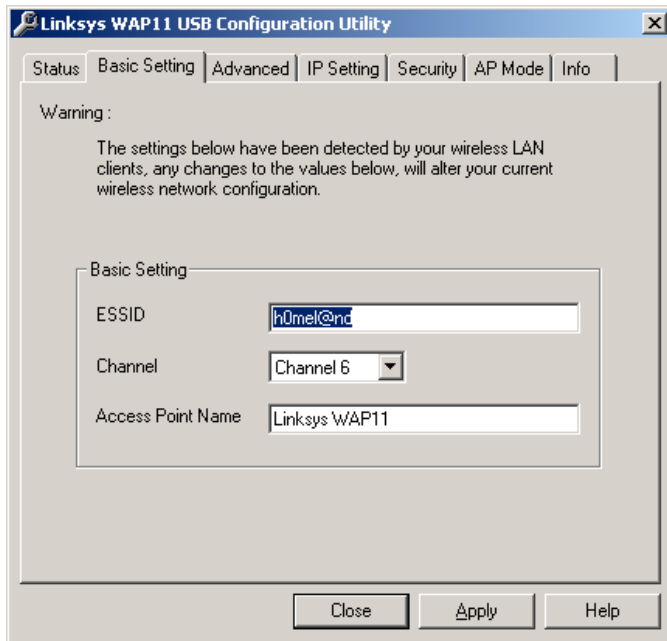 Linksys WAP11 USB Configuration Utility
Status Basic Setting Advanced IP Setting Security AP Mode Info
Warning :
The settings below have been detected by your wireless LAN
clients, any changes to the values below, will alter your current
wireless network configuration.
Basic Setting
ESSID h0mel@nd
Channel Channel 6
Access Point Name Linksys WAP11
Close Apply Help